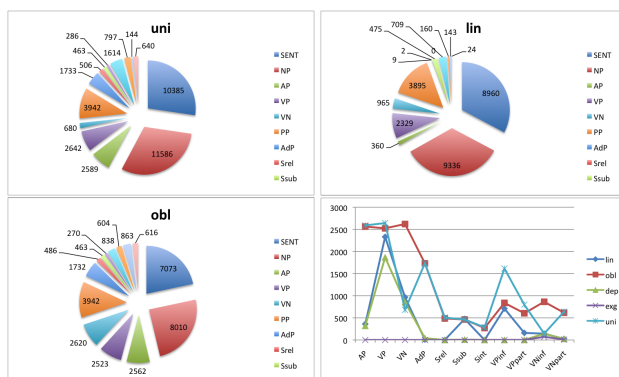 uni
286
797
144
640
463
1614
506
1733
3942
680
2642
2589
11586
10385
SENT
NP
AP
VP
VN
PP
AdP
Srel
Ssub
lin
709
160
143
475
2
0
24
9
3895
965
2329
360
9336
8960
SENT
NP
AP
VP
VN
PP
AdP
Srel
Ssub
obl
604
270
838
863
616
463
486
1732
3942
2620
2523
2562
8010
7073
SENT
NP
AP
VP
VN
PP
AdP
Srel
Ssub
3000
2500
2000
1500
1000
500
0
AP VP VN AdP Srel Ssub Sint VPinf VPpart VNinf VNpart
lin
obl
dep
exg
uni